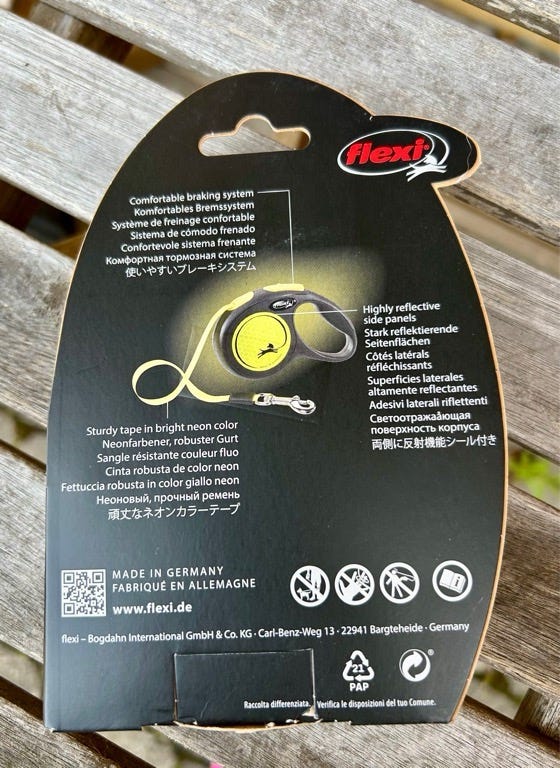 flexi®
Comfortable braking system
Komfortables Bremssystem
Système de freinage confortable
Sistema de cómodo frenado
Confortevole sistema frenante
Комфортная тормозная система
使いやすいブレーキシステム
flexi
Highly reflective
side panels
Stark reflektierende
Seitenflächen
Côtés latérals
réfléchissants
Superficies laterales
altamente reflectantes
Adesivi laterali riflettenti
Светоотражающая
поверхность корпуса
両側に反射機能シール付き
Sturdy tape in bright neon color
Neonfarbener, robuster Gurt
Sangle résistante couleur fluo
Cinta robusta de color neon
Fettuccia robusta in color giallo neon
Неоновый, прочный ремень
頑丈なネオンカラーテープ
MADE IN GERMANY
FABRIQUÉ EN ALLEMAGNE
www.flexi.de
flexi – Bogdahn International GmbH & Co. KG · Carl-Benz-Weg 13 · 22941 Bargteheide · Germany
21
PAP
®
Raccolta differenziata. Verifica le disposizioni del tuo Comune.